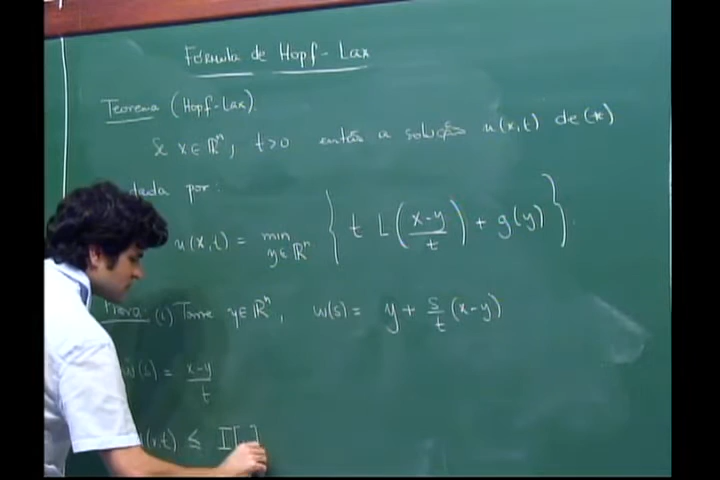 Fórmula de Hopf-Lax
Teorema (Hopf-Lax).
Se x ∈ ℝⁿ, t>0 então a solução u(x,t) de (*)
dada por:
u(x,t) = min y∈ℝⁿ { t L( x-y / t ) + g(y) }.
Prova: (i) Tome y∈ℝⁿ, w(s) = y + s/t (x-y)
ẇ(s) = x-y / t
(x,t) ≤ I[